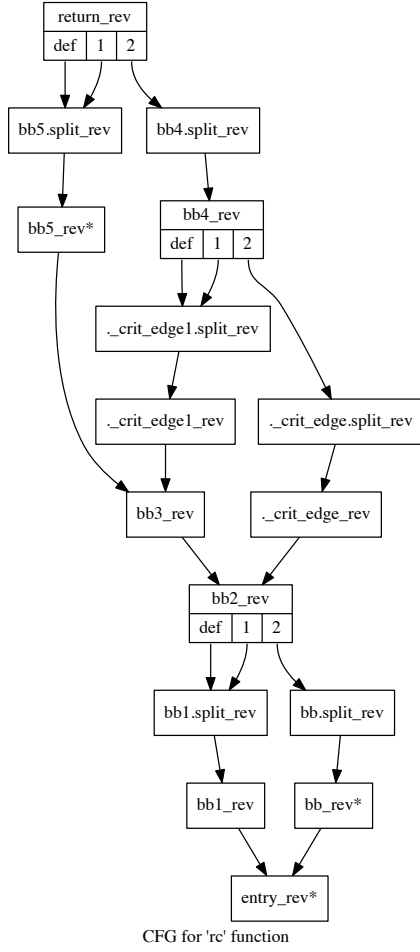 return_rev
def 1 2
bb5.split_rev
bb4.split_rev
bb5_rev*
bb4_rev
def 1 2
._crit_edge1.split_rev
._crit_edge1_rev
._crit_edge.split_rev
bb3_rev
._crit_edge_rev
bb2_rev
def 1 2
bb1.split_rev
bb.split_rev
bb1_rev
bb_rev*
entry_rev*
CFG for 'rc' function